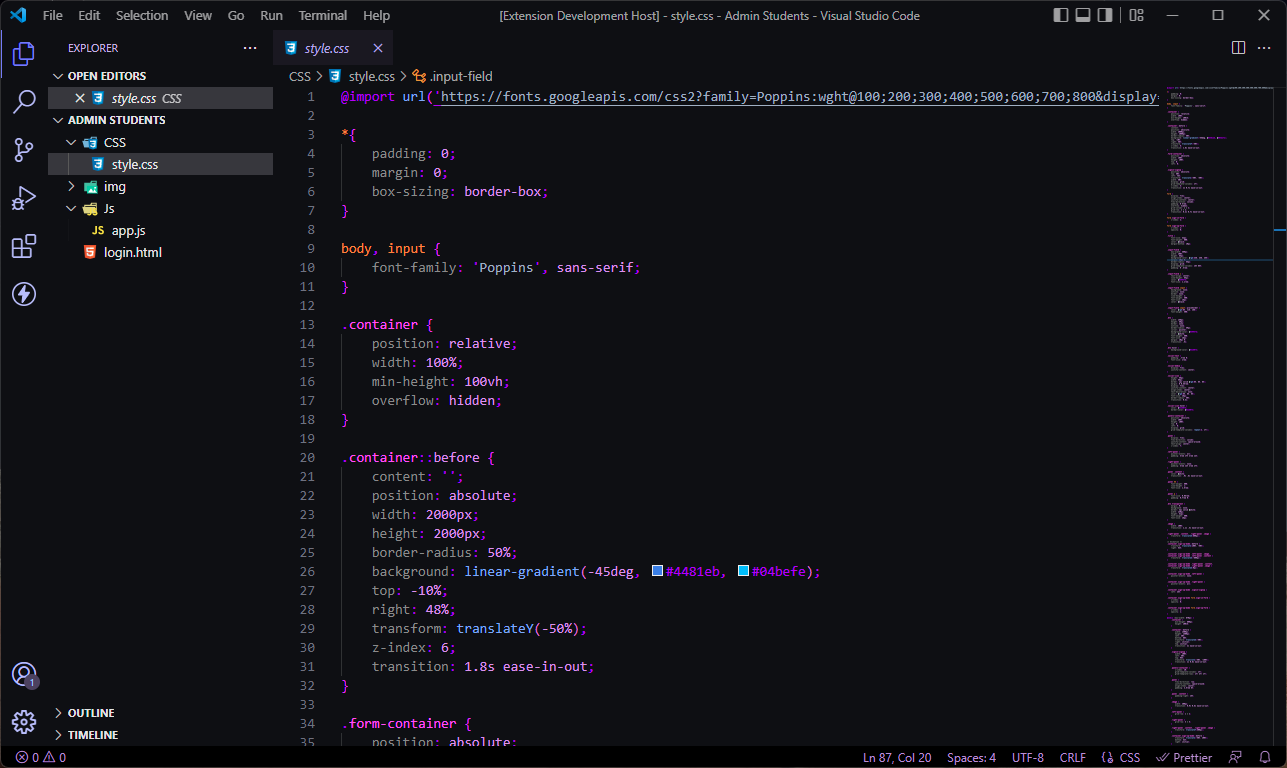 File Edit Selection View Go Run Terminal Help [Extension Development Host] - style.css - Admin Students - Visual Studio Code
EXPLORER
OPEN EDITORS
style.css CSS
ADMIN STUDENTS
CSS
style.css
img
Js
JS app.js
login.html
OUTLINE
TIMELINE
1
style.css
CSS > style.css > .input-field
1 @import url('https://fonts.googleapis.com/css2?family=Poppins:wght@100;200;300;400;500;600;700;800&display=
2
3 *{
4 padding: 0;
5 margin: 0;
6 box-sizing: border-box;
7 }
8
9 body, input {
10 font-family: 'Poppins', sans-serif;
11 }
12
13 .container {
14 position: relative;
15 width: 100%;
16 min-height: 100vh;
17 overflow: hidden;
18 }
19
20 .container::before {
21 content: '';
22 position: absolute;
23 width: 2000px;
24 height: 2000px;
25 border-radius: 50%;
26 background: linear-gradient(-45deg, #4481eb, #04befe);
27 top: -10%;
28 right: 48%;
29 transform: translateY(-50%);
30 z-index: 6;
31 transition: 1.8s ease-in-out;
32 }
33
34 .form-container {
35 position: absolute;
0 0 Ln 87, Col 20 Spaces: 4 UTF-8 CRLF {} CSS Prettier